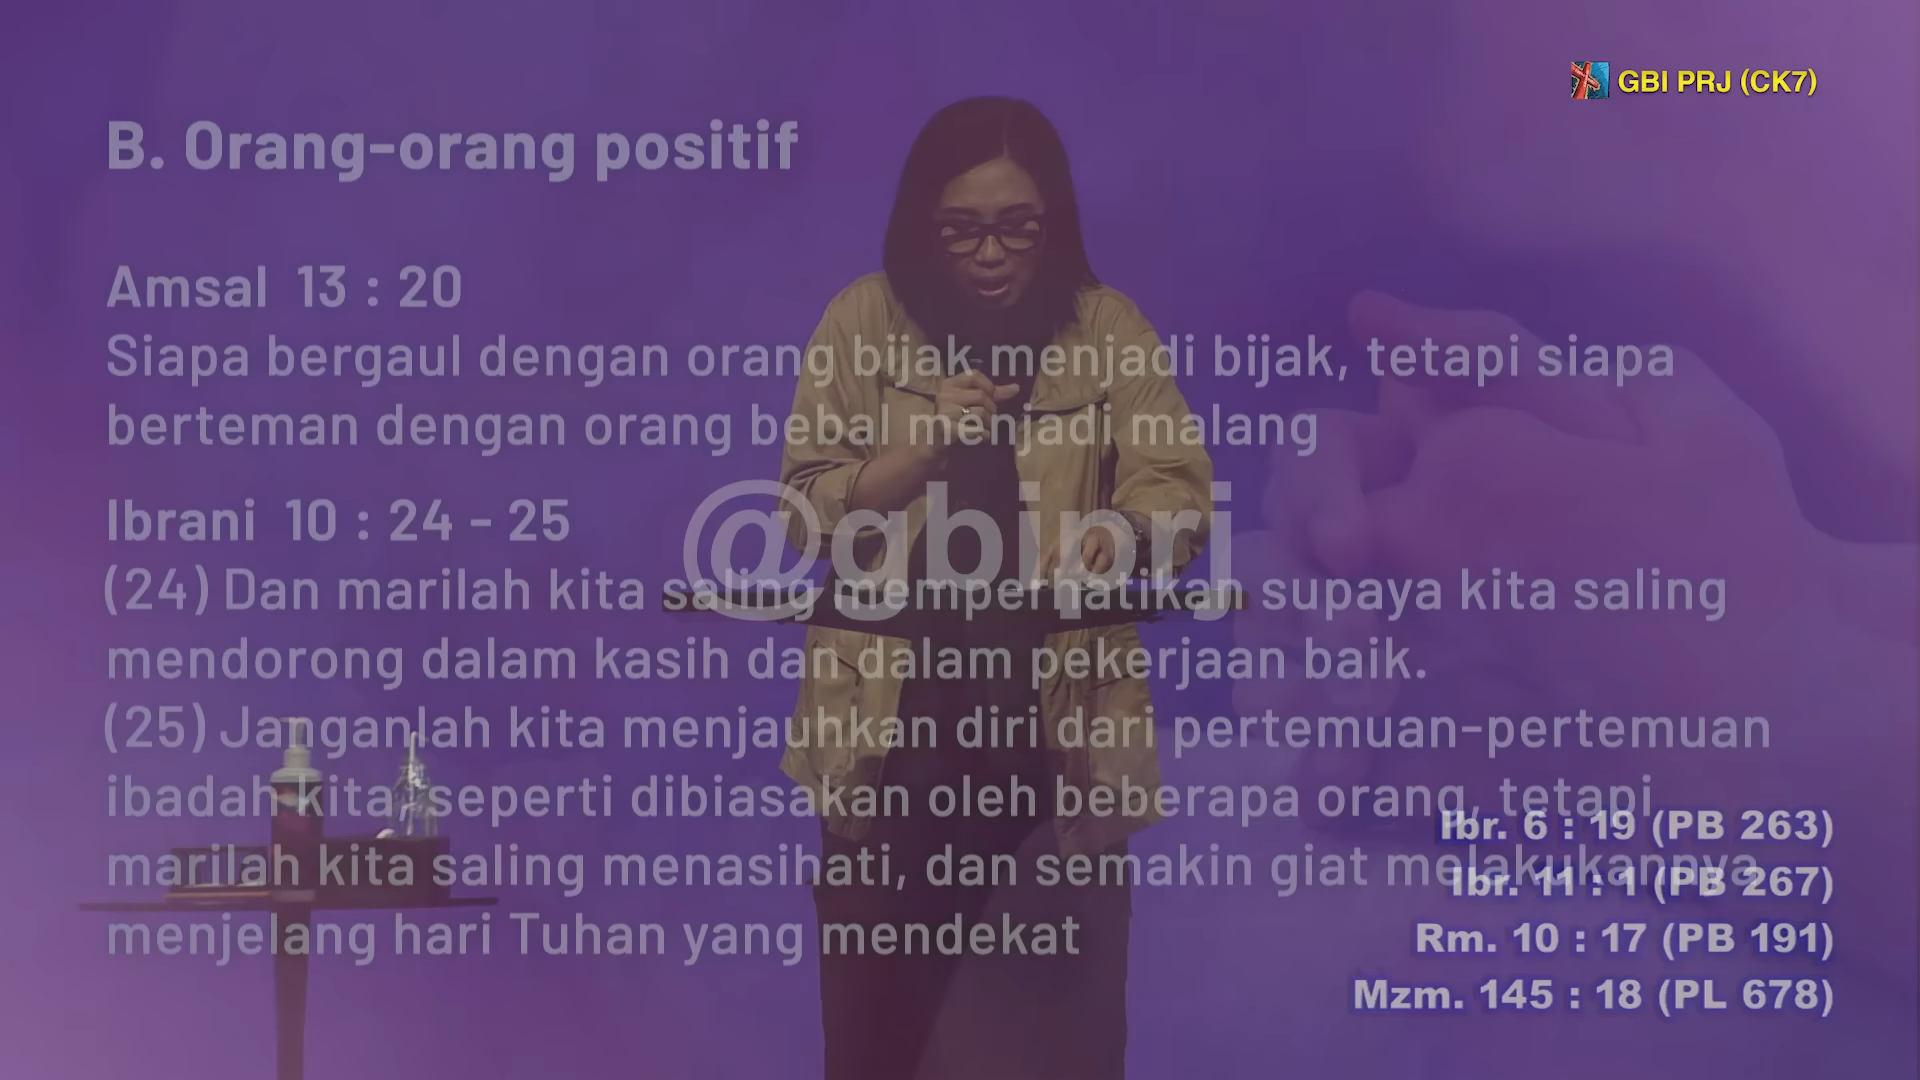 GBI PRJ (CK7)
B. Orang-orang positif
Amsal 13 : 20
Siapa bergaul dengan orang bijak menjadi bijak, tetapi siapa
berteman dengan orang bebal menjadi malang
Ibrani 10 : 24 - 25
@gbiprj
(24) Dan marilah kita saling memperhatikan supaya kita saling
mendorong dalam kasih dan dalam pekerjaan baik.
(25) Janganlah kita menjauhkan diri dari pertemuan-pertemuan
ibadah kita, seperti dibiasakan oleh beberapa orang, tetapi
marilah kita saling menasihati, dan semakin giat melakukannya
menjelang hari Tuhan yang mendekat
Ibr. 6 : 19 (PB 263)
Ibr. 11 : 1 (PB 267)
Rm. 10 : 17 (PB 191)
Mzm. 145 : 18 (PL 678)